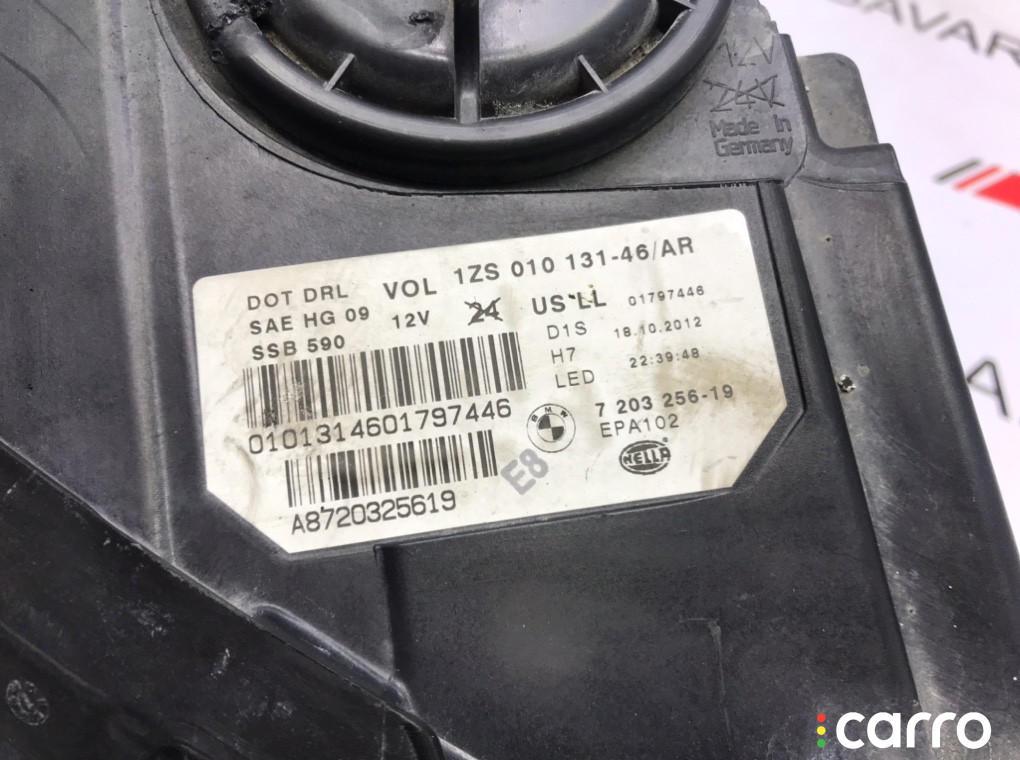 BAVAR
12V
24V
Made In
Germany
DOT DRL VOL 1ZS 010 131-46/AR
SAE HG 09 12V 24 US LL 01797446
SSB 590 D1S 18.10.2012
H7 22:39:48
LED
0101314601797446
7 203 256-19
EPA102
BMW
HELLA
E8
A8720325619
carro